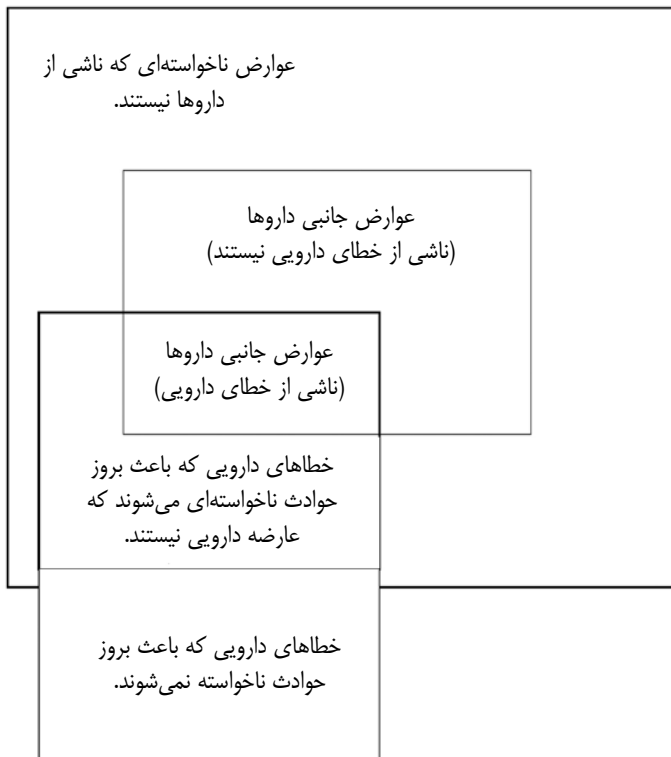 عوارض ناخواسته‌ای که ناشی از
داروها نیستند.
عوارض جانبی داروها
(ناشی از خطای دارویی نیستند)
عوارض جانبی داروها
(ناشی از خطای دارویی)
خطاهای دارویی که باعث بروز
حوادث ناخواسته‌ای می‌شوند که
عارضه دارویی نیستند.
خطاهای دارویی که باعث بروز
حوادث ناخواسته نمی‌شوند.